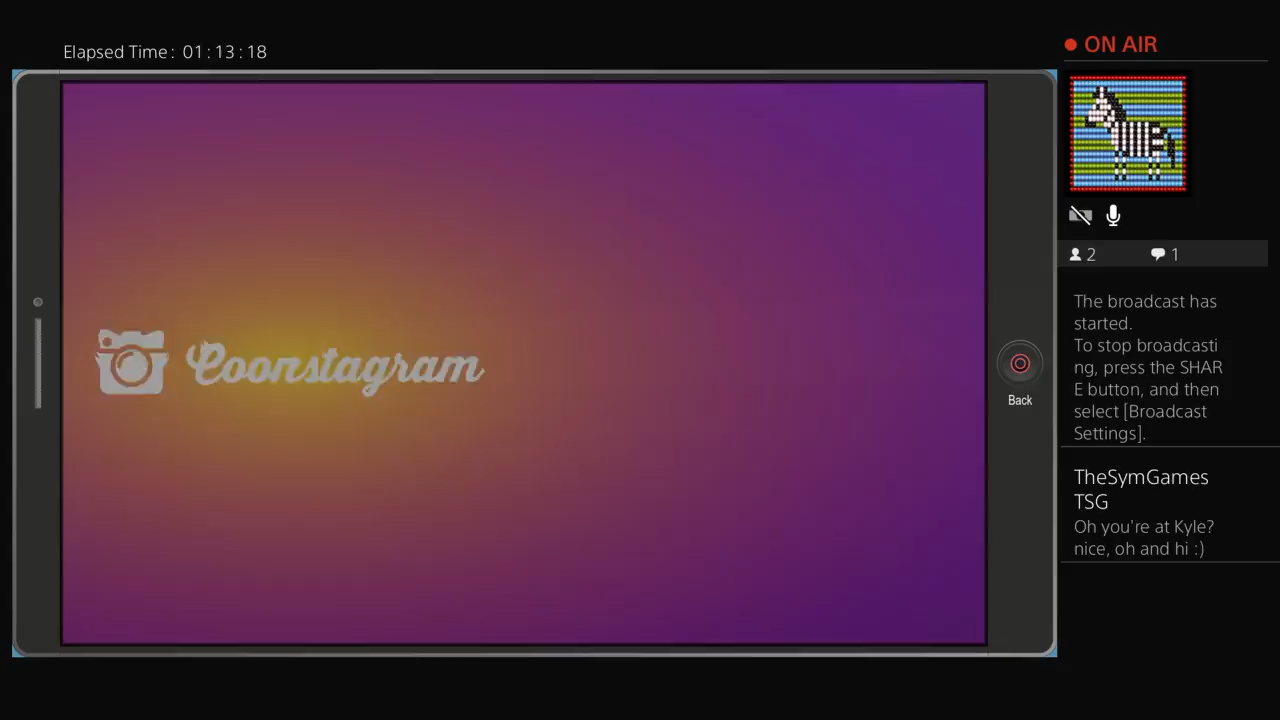 Elapsed Time: 01:13:18
ON AIR
Coonstagram
Back
2 1
The broadcast has
started.
To stop broadcasti
ng, press the SHAR
E button, and then
select [Broadcast
Settings].
TheSymGames
TSG
Oh you're at Kyle?
nice, oh and hi :)